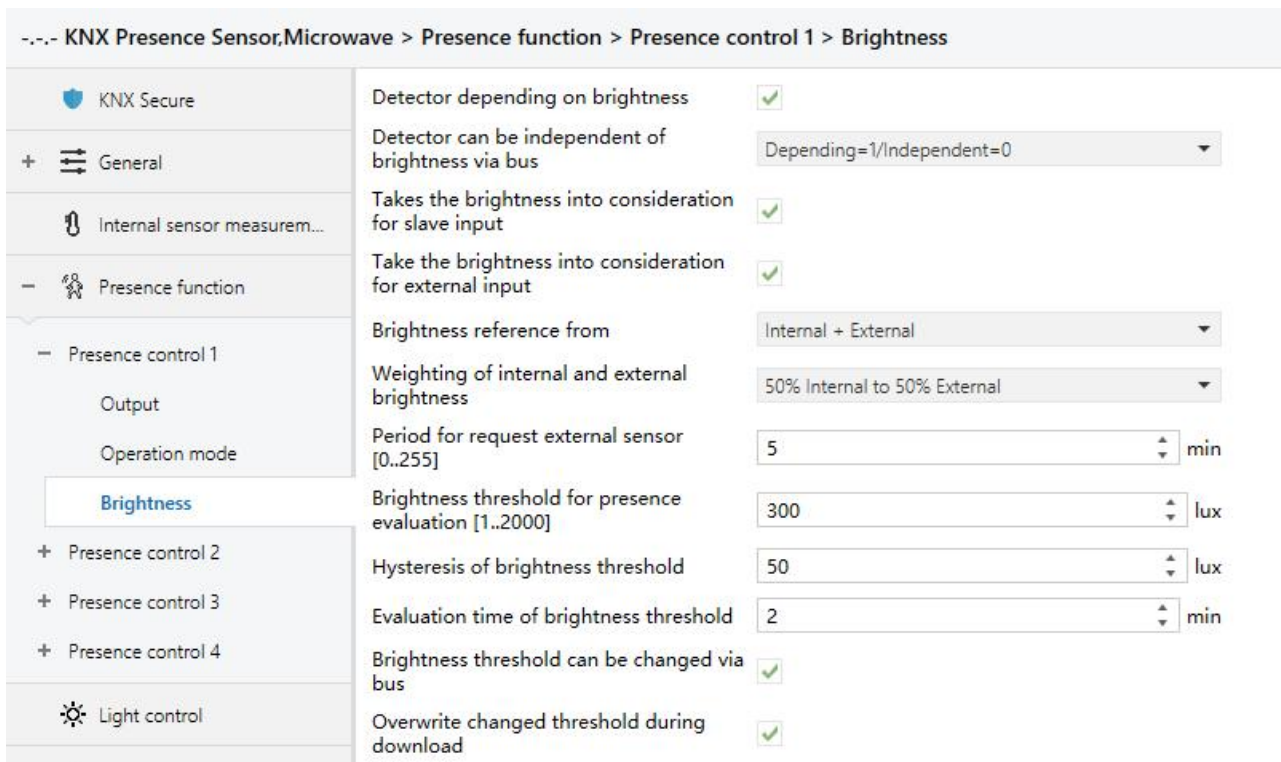 -.-.- KNX Presence Sensor,Microwave > Presence function > Presence control 1 > Brightness
KNX Secure
+ General
Internal sensor measurem...
− Presence function
− Presence control 1
Output
Operation mode
Brightness
+ Presence control 2
+ Presence control 3
+ Presence control 4
Light control
Detector depending on brightness
Detector can be independent of
brightness via bus
Depending=1/Independent=0
Takes the brightness into consideration
for slave input
Take the brightness into consideration
for external input
Brightness reference from
Internal + External
Weighting of internal and external
brightness
50% Internal to 50% External
Period for request external sensor
[0..255]
5 min
Brightness threshold for presence
evaluation [1..2000]
300 lux
Hysteresis of brightness threshold
50 lux
Evaluation time of brightness threshold
2 min
Brightness threshold can be changed via
bus
Overwrite changed threshold during
download